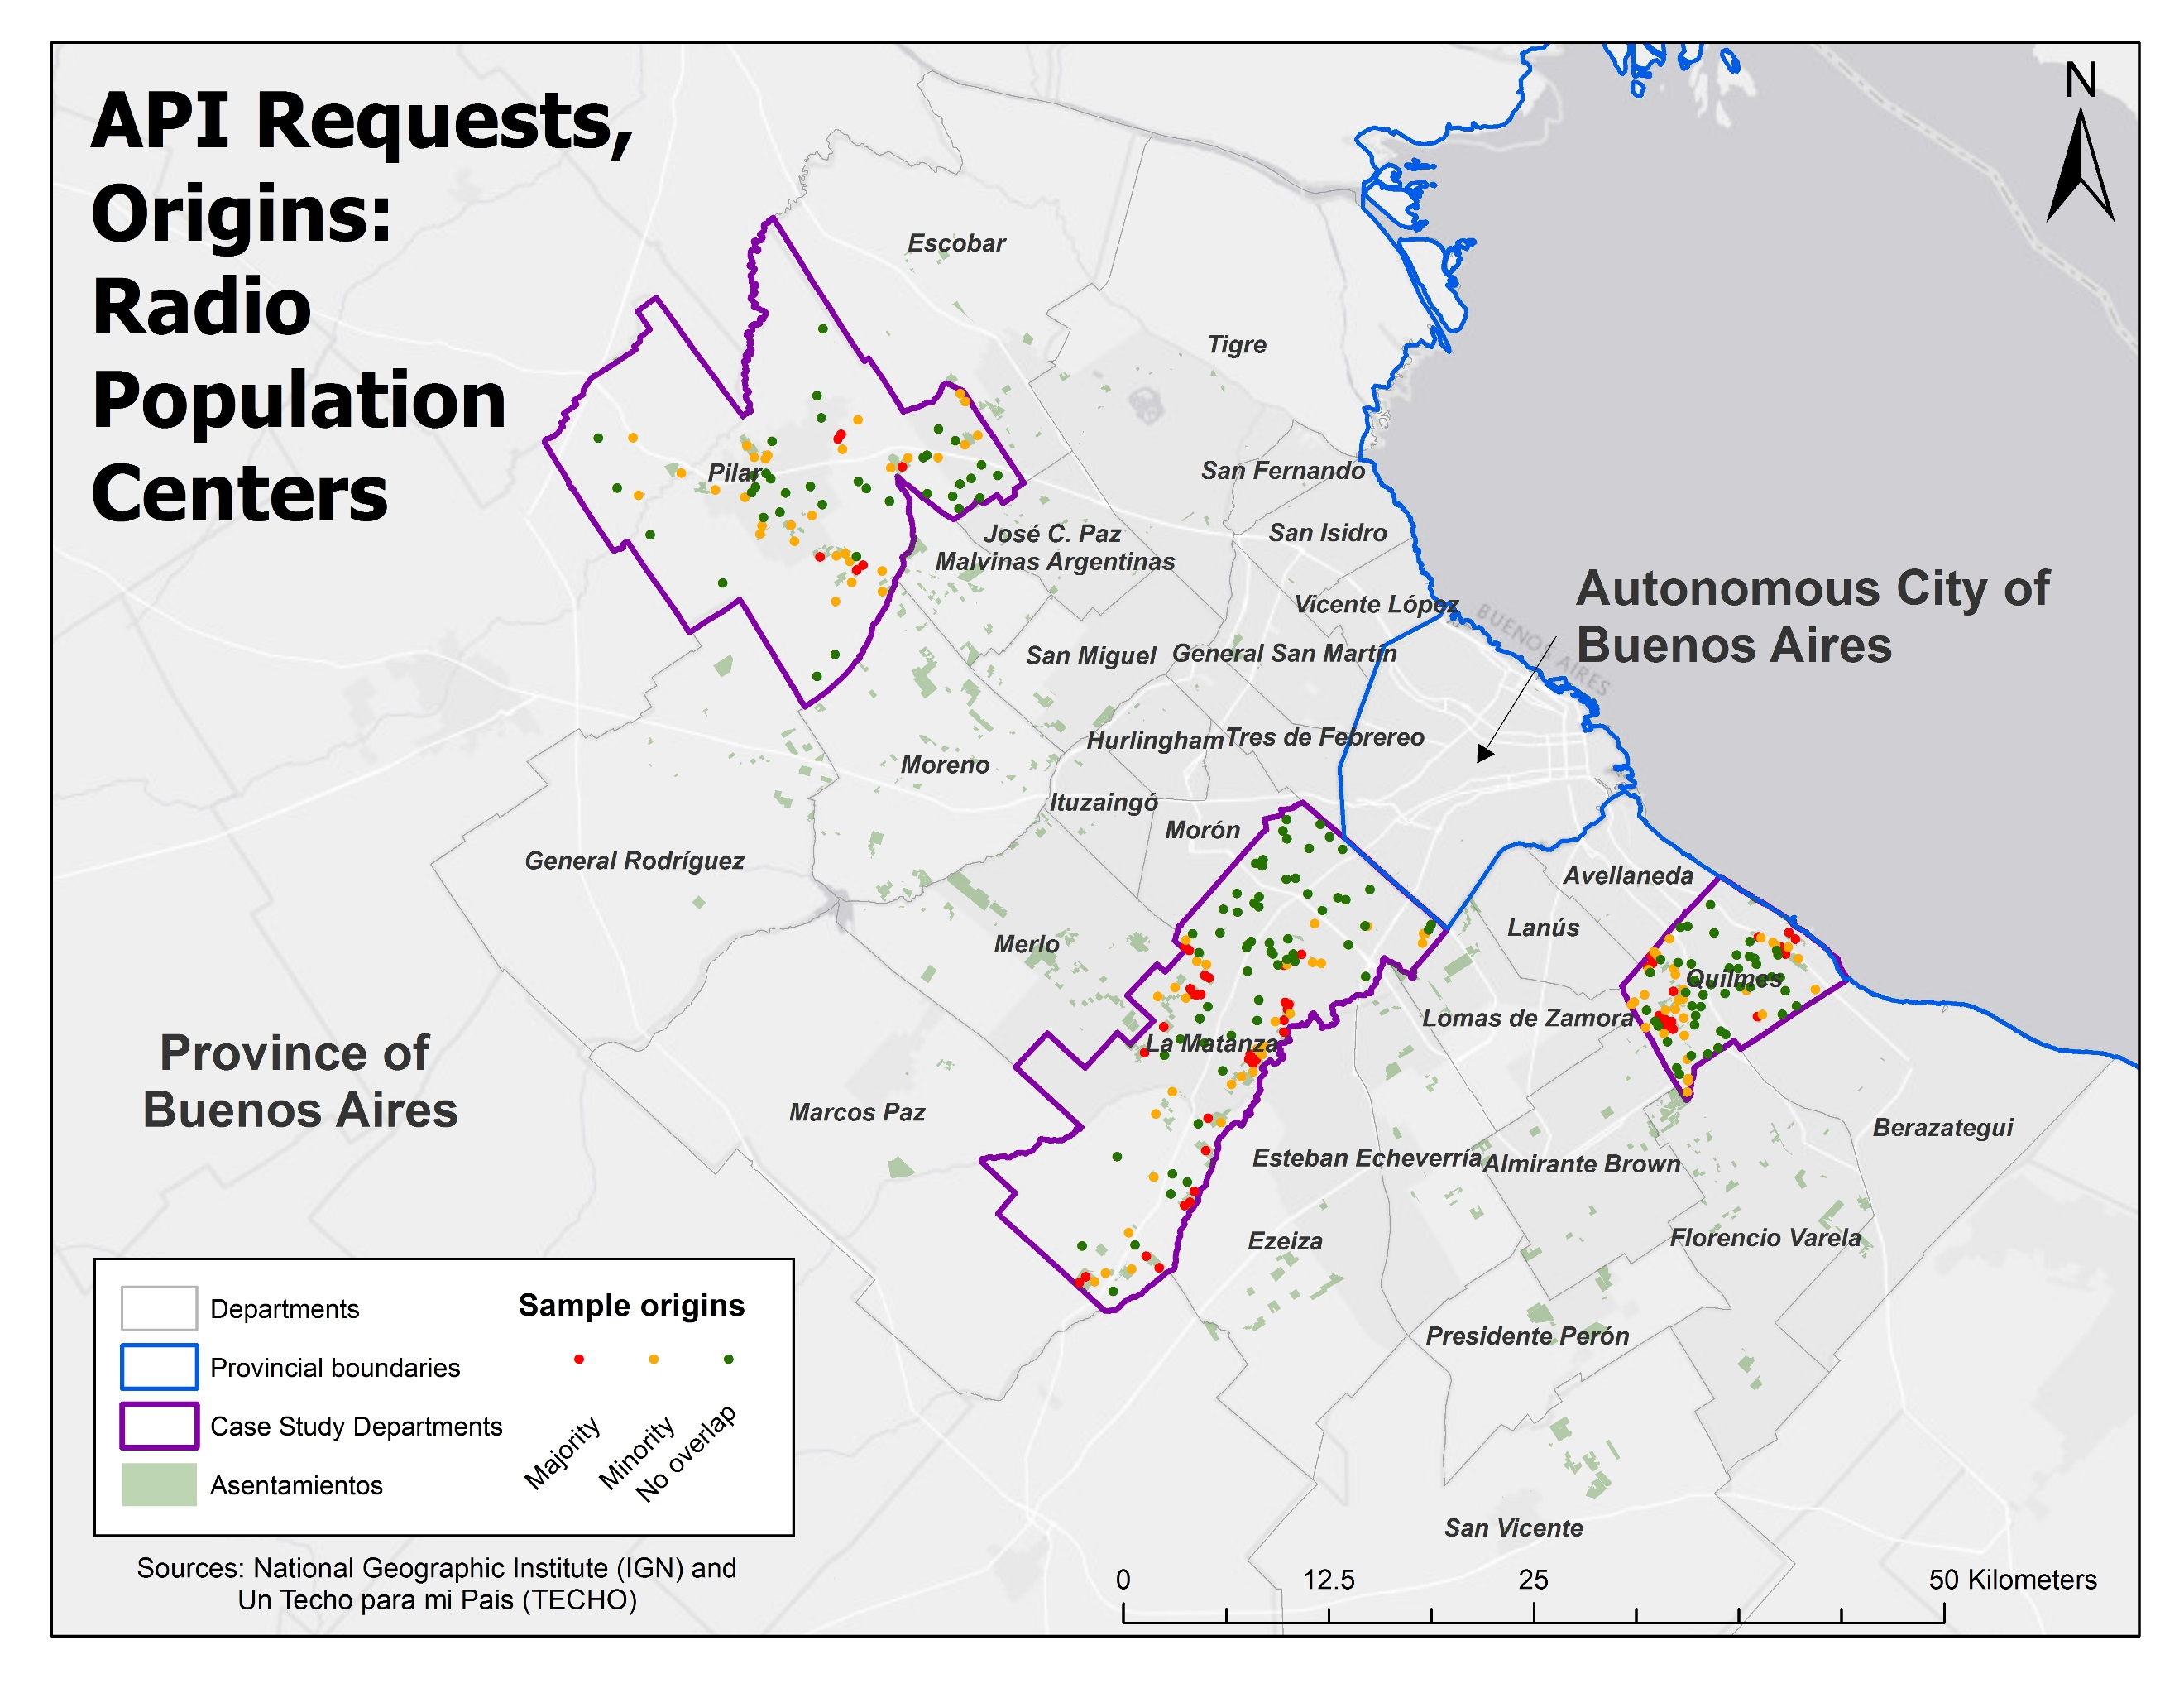 API Requests,
Origins:
Radio
Population
Centers
N
Escobar
Tigre
Pilar
San Fernando
San Isidro
José C. Paz
Malvinas Argentinas
Vicente López
BUENOS AIRES
Autonomous City of
Buenos Aires
San Miguel
General San Martín
Hurlingham
Tres de Febrereo
Moreno
Ituzaingó
Morón
General Rodríguez
Avellaneda
Lanús
Merlo
Quilmes
Lomas de Zamora
La Matanza
Province of
Buenos Aires
Marcos Paz
Berazategui
Esteban Echeverría
Almirante Brown
Ezeiza
Florencio Varela
Presidente Perón
San Vicente
Departments
Provincial boundaries
Case Study Departments
Asentamientos
Sample origins
Majority
Minority
No overlap
Sources: National Geographic Institute (IGN) and
Un Techo para mi Pais (TECHO)
0 12.5 25 50 Kilometers